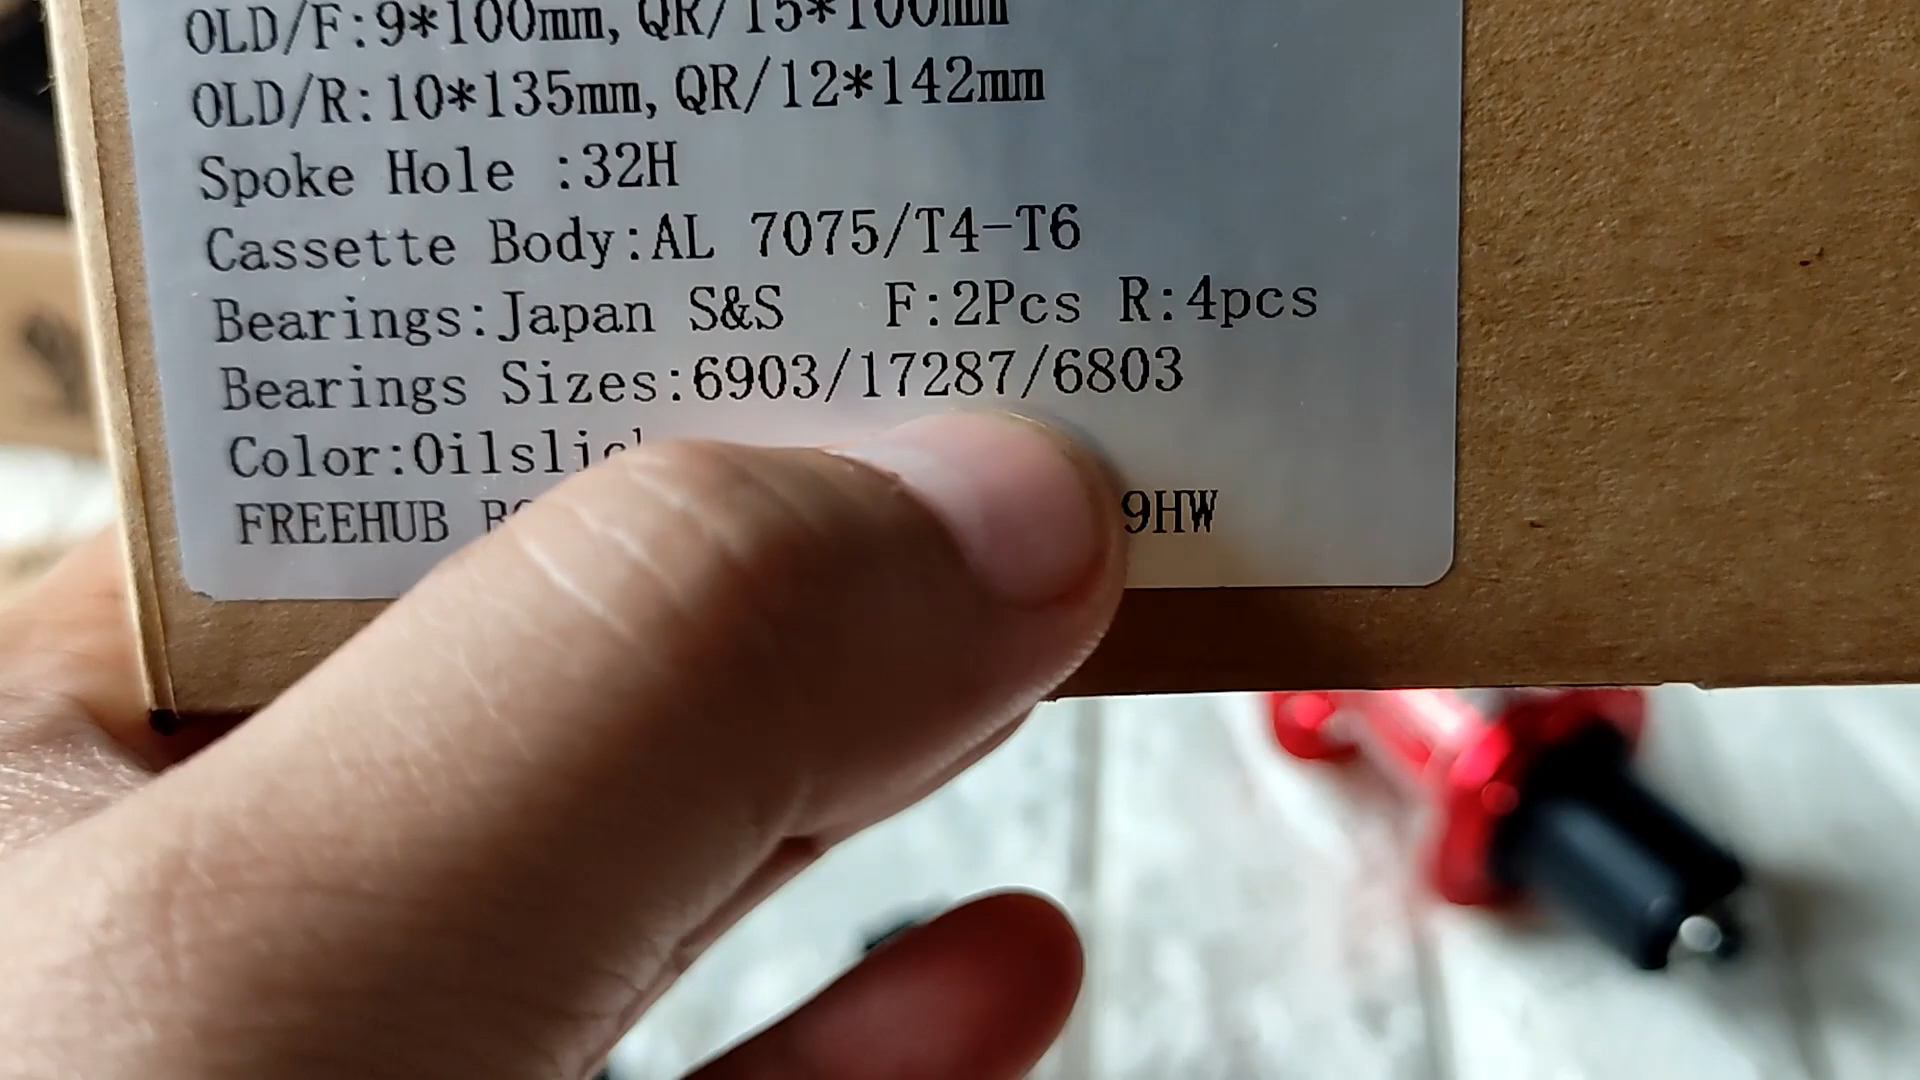 OLD/F:9*100mm, QR/15*100mm
OLD/R:10*135mm, QR/12*142mm
Spoke Hole :32H
Cassette Body:AL 7075/T4-T6
Bearings:Japan S&S F:2Pcs R:4pcs
Bearings Sizes:6903/17287/6803
Color:Oilslick
FREEHUB 9HW